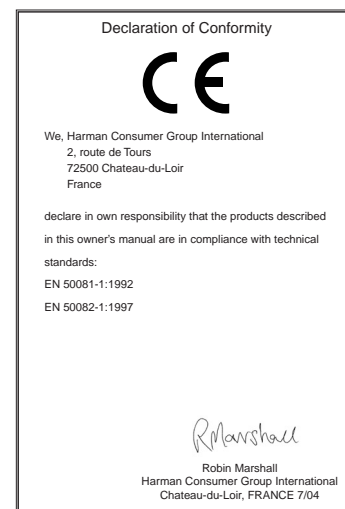 Declaration of Conformity
CE
We, Harman Consumer Group International
2, route de Tours
72500 Chateau-du-Loir
France
declare in own responsibility that the products described
in this owner's manual are in compliance with technical
standards:
EN 50081-1:1992
EN 50082-1:1997
RMarshall
Robin Marshall
Harman Consumer Group International
Chateau-du-Loir, FRANCE 7/04